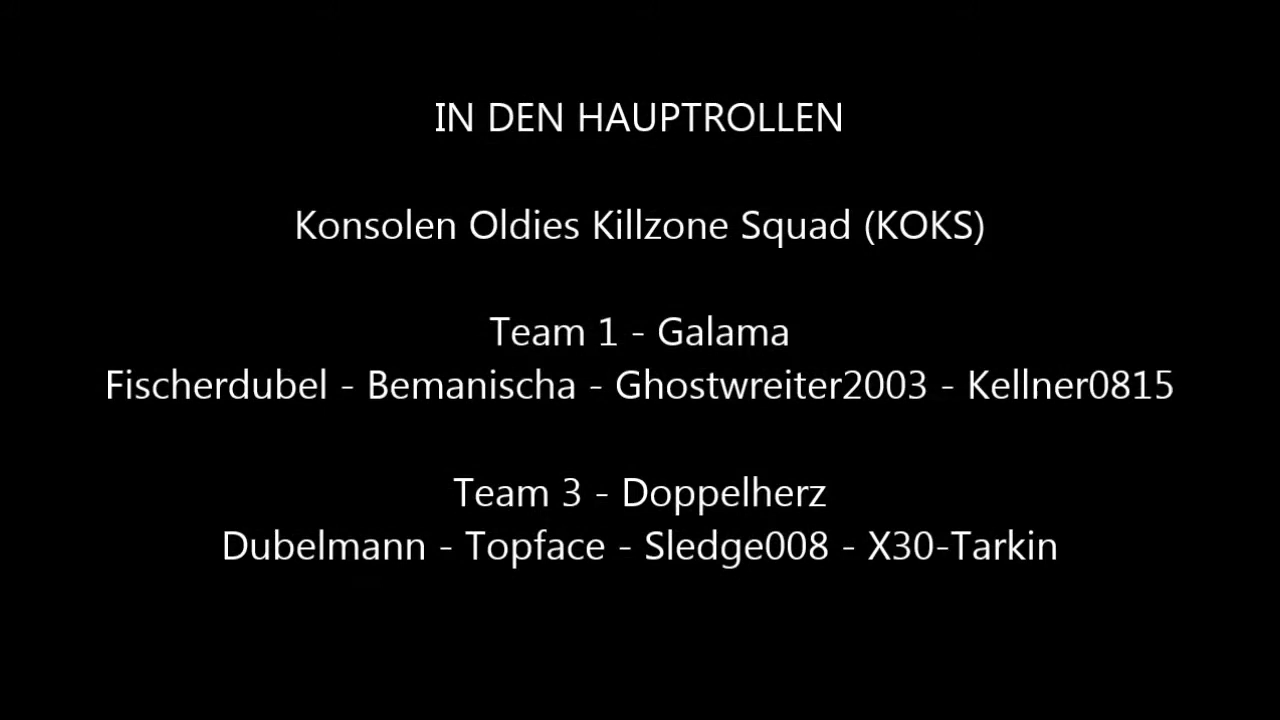 IN DEN HAUPTROLLEN
Konsolen Oldies Killzone Squad (KOKS)
Team 1 - Galama
Fischerdubel - Bemanischa - Ghostwreiter2003 - Kellner0815
Team 3 - Doppelherz
Dubelmann - Topface - Sledge008 - X30-Tarkin